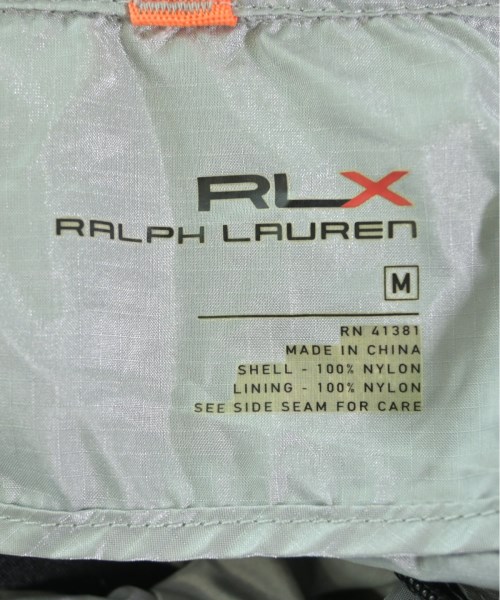 RLX
RALPH LAUREN
M
RN 41381
MADE IN CHINA
SHELL - 100% NYLON
LINING - 100% NYLON
SEE SIDE SEAM FOR CARE